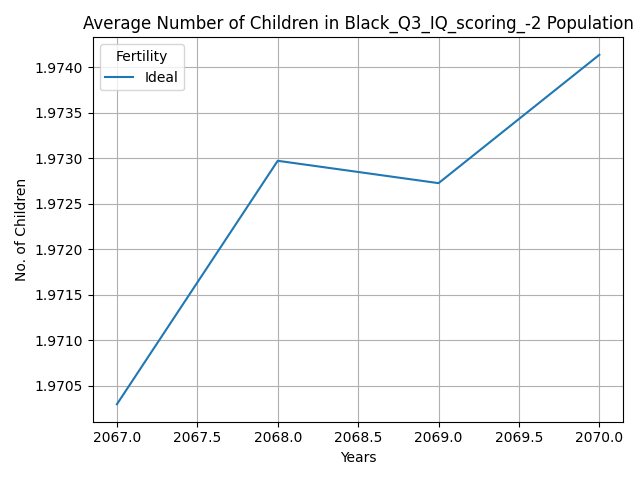 Average Number of Children in Black_Q3_IQ_scoring_-2 Population
Fertility
Ideal
1.9740
1.9735
1.9730
1.9725
1.9720
1.9715
1.9710
1.9705
No. of Children
2067.0 2067.5 2068.0 2068.5 2069.0 2069.5 2070.0
Years